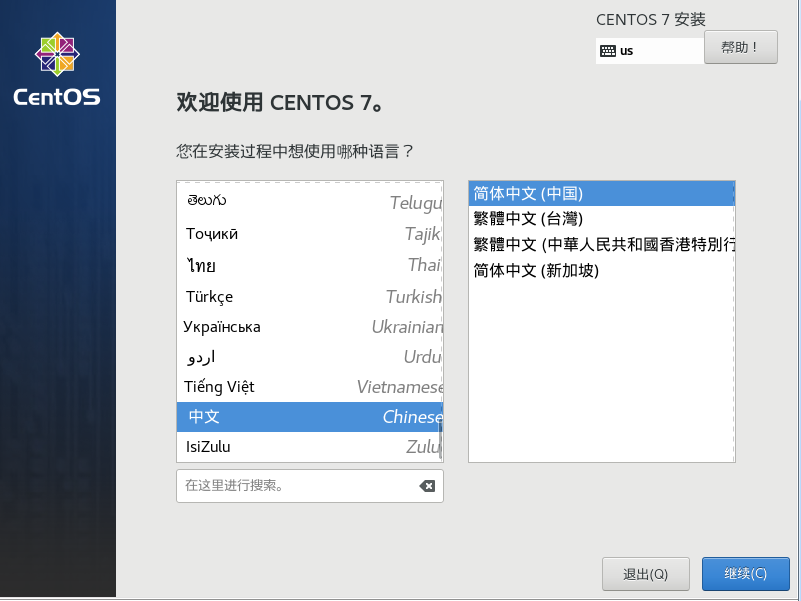 CentOS
CENTOS 7 安装
us
帮助！
欢迎使用 CENTOS 7。
您在安装过程中想使用哪种语言？
తెలుగు Telugu
Тоҷикӣ Tajik
ไทย Thai
Türkçe Turkish
Українська Ukrainian
اردو Urdu
Tiếng Việt Vietnamese
中文 Chinese
IsiZulu Zulu
在这里进行搜索。
简体中文 (中国)
繁體中文 (台灣)
繁體中文 (中華人民共和國香港特別行
简体中文 (新加坡)
退出(Q)
继续(C)